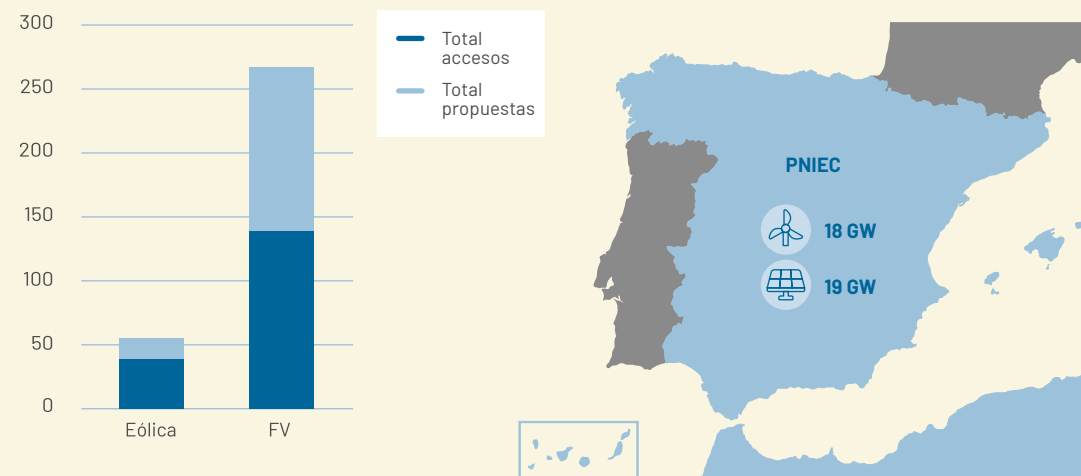 300
250
200
150
100
50
0
Eólica
FV
Total
accesos
Total
propuestas
PNIEC
18 GW
19 GW